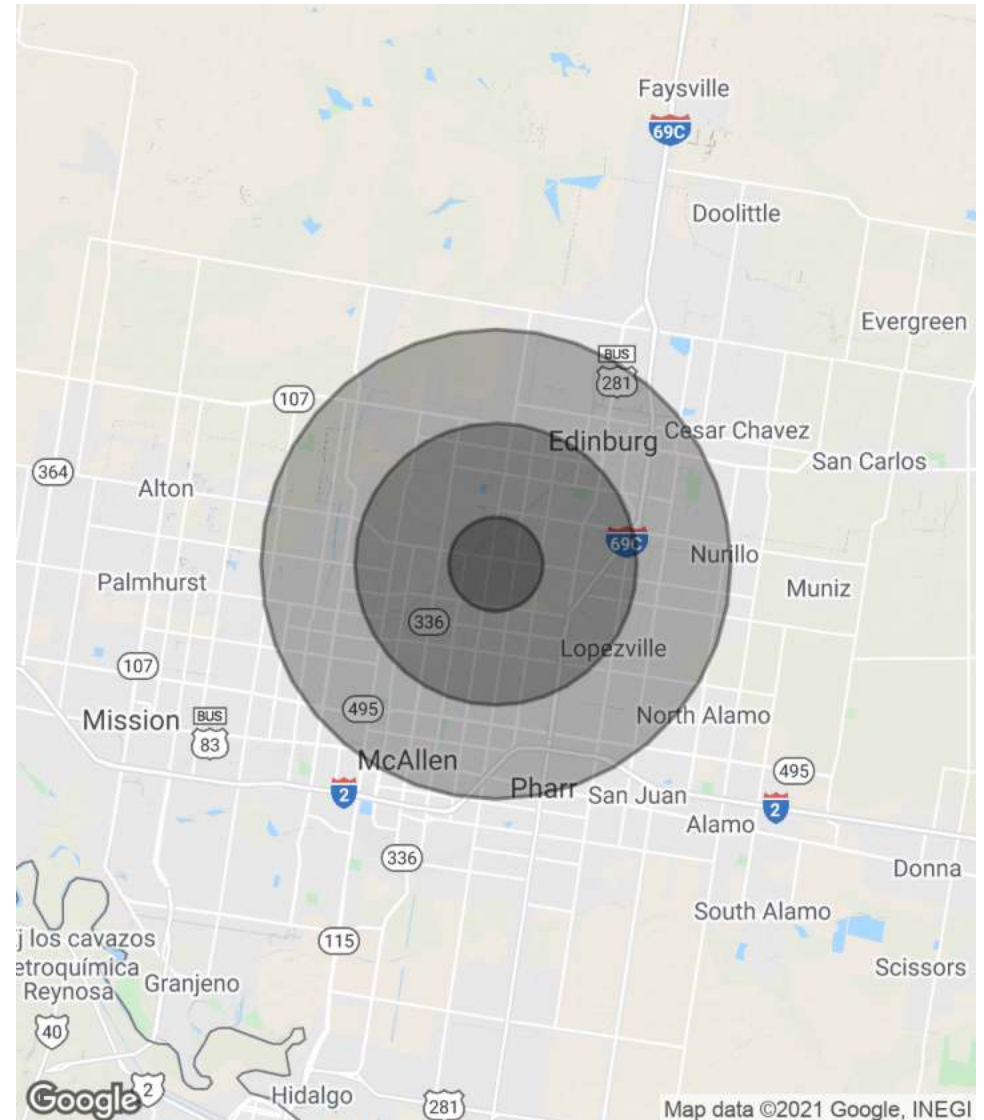 Faysville
69C
Doolittle
Evergreen
BUS
281
107
Edinburg
Cesar Chavez
San Carlos
364
Alton
69C
Nurillo
Palmhurst
Muniz
336
Lopezville
107
495
North Alamo
Mission
BUS
83
McAllen
495
2
Pharr
San Juan
2
Alamo
336
Donna
South Alamo
j los cavazos
115
etroquímica
Reynosa
Granjeno
Scissors
40
Google
2
Hidalgo
281
Map data ©2021 Google, INEGI